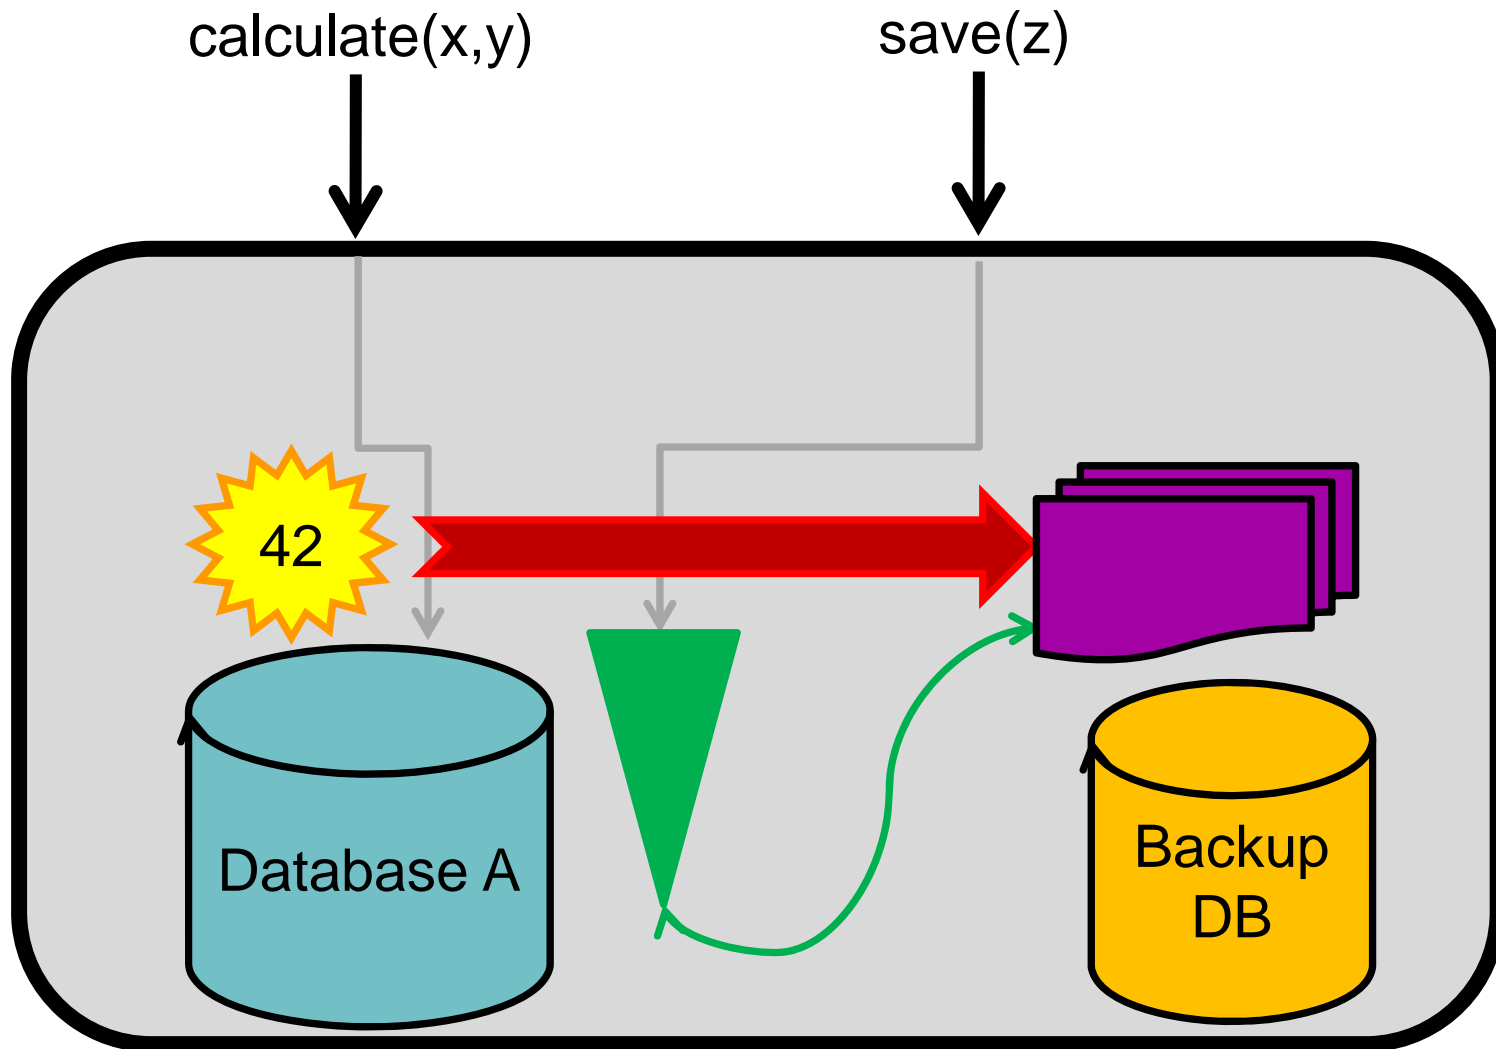 calculate(x,y)
save(z)
42
Database A
Backup
DB